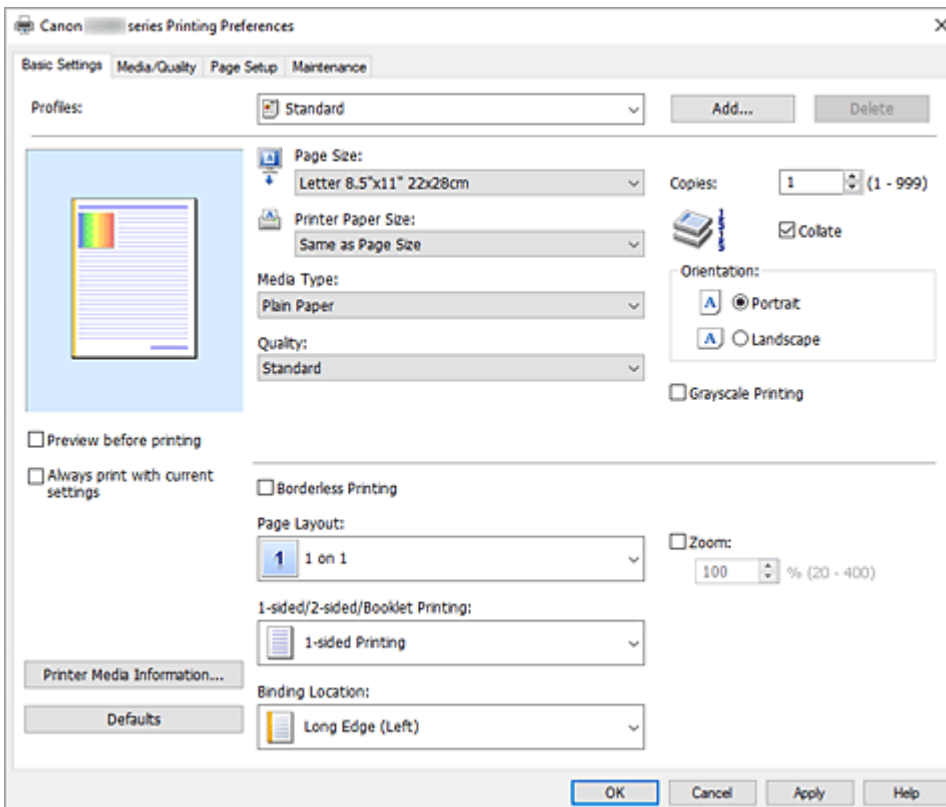 Canon series Printing Preferences
Basic Settings Media/Quality Page Setup Maintenance
Profiles: Standard Add... Delete
Page Size:
Letter 8.5"x11" 22x28cm
Copies: 1 (1 - 999)
Printer Paper Size:
Same as Page Size
Collate
Media Type:
Plain Paper
Orientation:
A Portrait
A Landscape
Quality:
Standard
Grayscale Printing
Preview before printing
Always print with current
settings
Borderless Printing
Page Layout:
1 1 on 1
Zoom:
100 % (20 - 400)
1-sided/2-sided/Booklet Printing:
1-sided Printing
Printer Media Information...
Binding Location:
Defaults
Long Edge (Left)
OK Cancel Apply Help